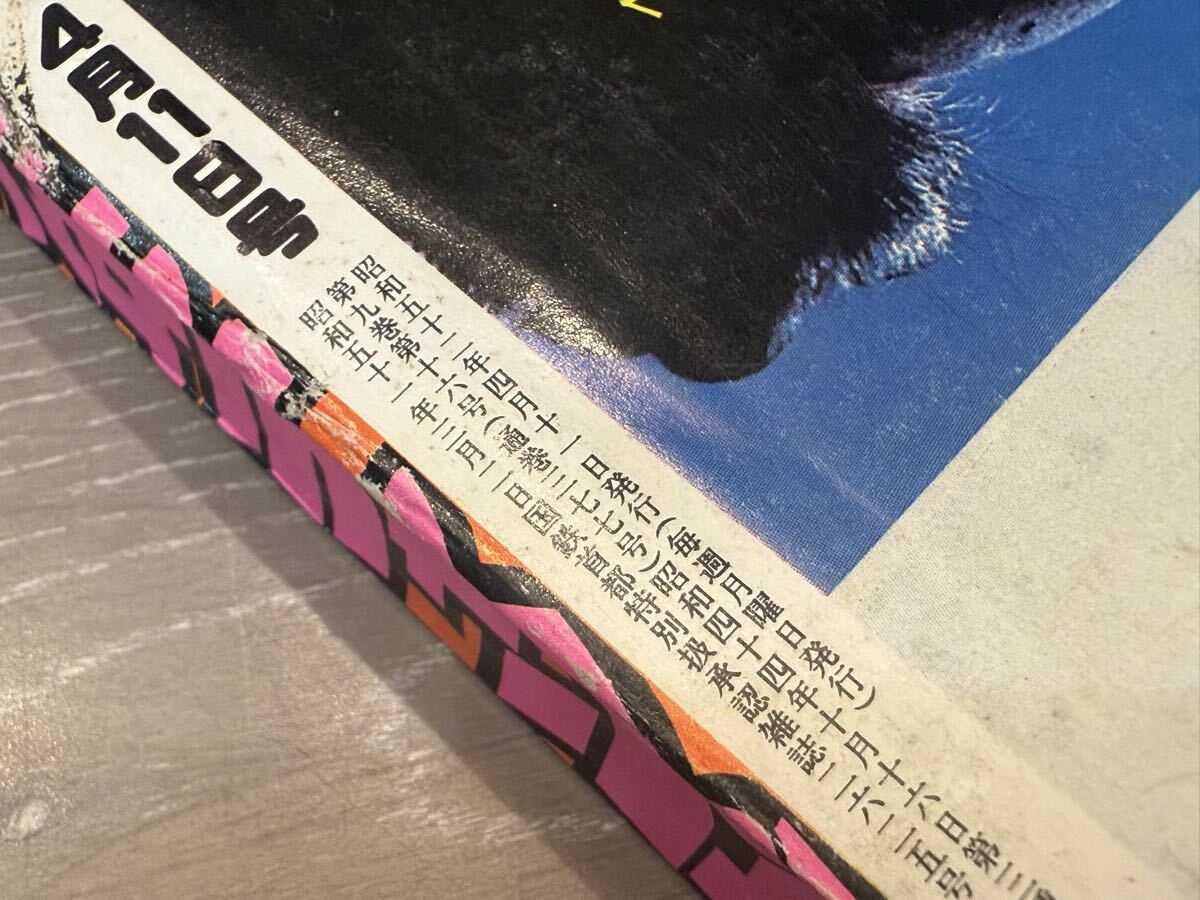 4月11日号
昭和五十二年四月十一日発行(毎週月曜日発行)
第九巻第十六号(通巻三七七号)昭和四十四年十月十六日第三
昭和五十一年三月二日国鉄首都特別扱承認雑誌二六二五号